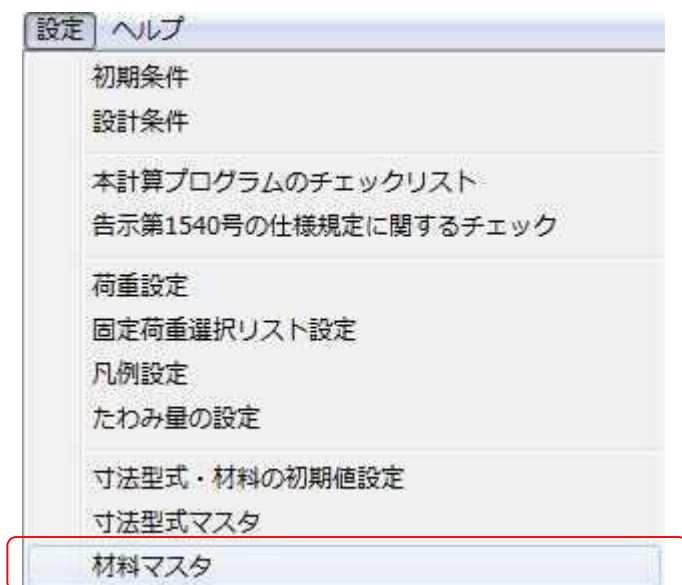 設定 ヘルプ
初期条件
設計条件
本計算プログラムのチェックリスト
告示第1540号の仕様規定に関するチェック
荷重設定
固定荷重選択リスト設定
凡例設定
たわみ量の設定
寸法型式・材料の初期値設定
寸法型式マスタ
材料マスタ